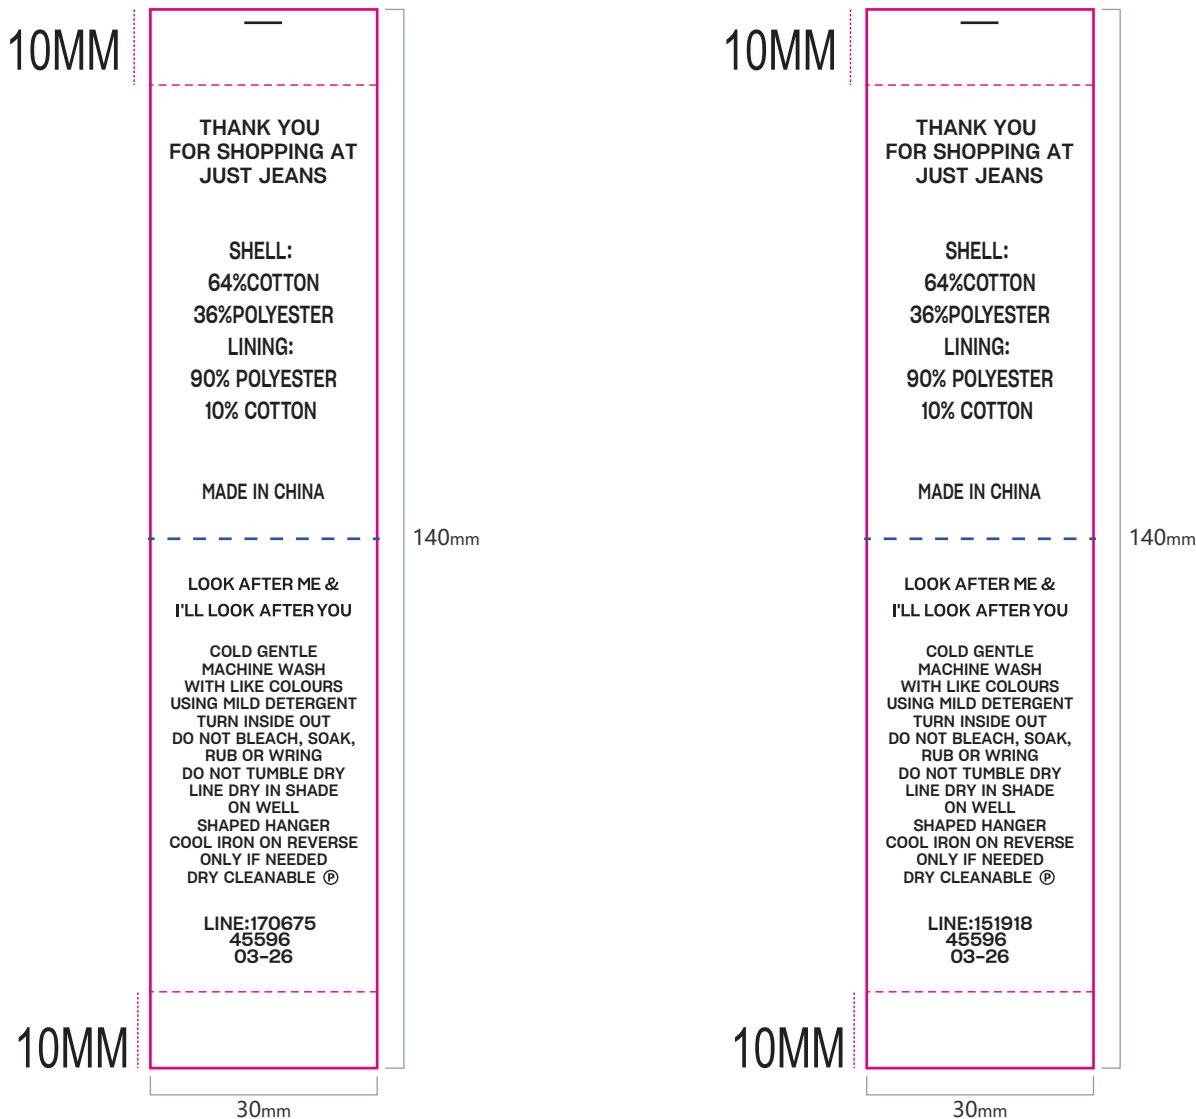 10MM
THANK YOU
FOR SHOPPING AT
JUST JEANS
SHELL:
64%COTTON
36%POLYESTER
LINING:
90% POLYESTER
10% COTTON
MADE IN CHINA
140mm
LOOK AFTER ME &
I'LL LOOK AFTER YOU
COLD GENTLE
MACHINE WASH
WITH LIKE COLOURS
USING MILD DETERGENT
TURN INSIDE OUT
DO NOT BLEACH, SOAK,
RUB OR WRING
DO NOT TUMBLE DRY
LINE DRY IN SHADE
ON WELL
SHAPED HANGER
COOL IRON ON REVERSE
ONLY IF NEEDED
DRY CLEANABLE Ⓟ
LINE:170675
45596
03-26
10MM
30mm
10MM
THANK YOU
FOR SHOPPING AT
JUST JEANS
SHELL:
64%COTTON
36%POLYESTER
LINING:
90% POLYESTER
10% COTTON
MADE IN CHINA
140mm
LOOK AFTER ME &
I'LL LOOK AFTER YOU
COLD GENTLE
MACHINE WASH
WITH LIKE COLOURS
USING MILD DETERGENT
TURN INSIDE OUT
DO NOT BLEACH, SOAK,
RUB OR WRING
DO NOT TUMBLE DRY
LINE DRY IN SHADE
ON WELL
SHAPED HANGER
COOL IRON ON REVERSE
ONLY IF NEEDED
DRY CLEANABLE Ⓟ
LINE:151918
45596
03-26
10MM
30mm